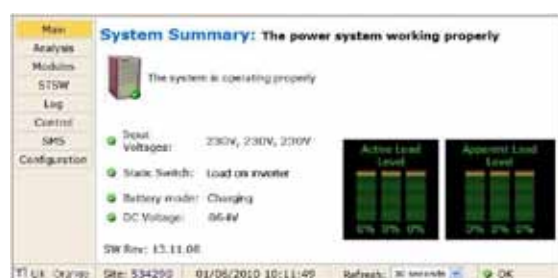 Main
Analysis
Modules
STSW
Log
Control
SMS
Configuration
System Summary: The power system working properly
The system is operating properly
Input Voltages: 230V, 230V, 230V
Static Switch: Load on inverter
Battery mode: Charging
DC Voltage:
SW Rev: 13.11.08
Active Load Level
0% 0% 0%
Apparent Load Level
0% 0% 0%
Site: 534290
01/06/2010 10:11:49
Refresh: 30 seconds
OK